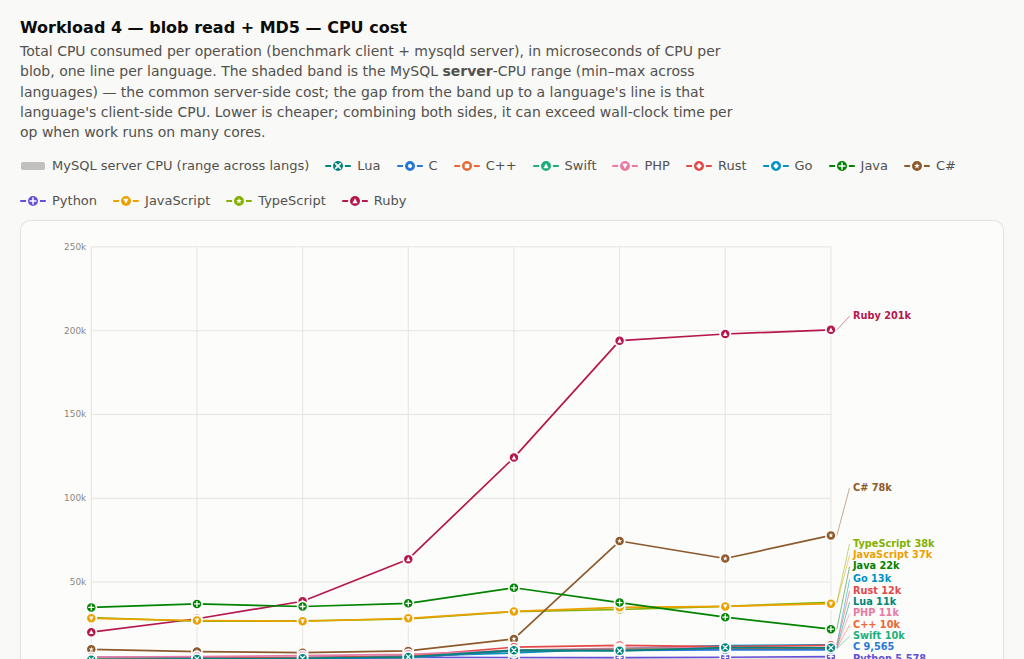 Workload 4 — blob read + MD5 — CPU cost
Total CPU consumed per operation (benchmark client + mysqld server), in microseconds of CPU per
blob, one line per language. The shaded band is the MySQL server-CPU range (min–max across
languages) — the common server-side cost; the gap from the band up to a language's line is that
language's client-side CPU. Lower is cheaper; combining both sides, it can exceed wall-clock time per
op when work runs on many cores.
MySQL server CPU (range across langs) Lua C C++ Swift PHP Rust Go Java C#
Python JavaScript TypeScript Ruby
250k
200k
150k
100k
50k
Ruby 201k
C# 78k
TypeScript 38k
JavaScript 37k
Java 22k
Go 13k
Rust 12k
Lua 11k
PHP 11k
C++ 10k
Swift 10k
C 9,565
Python 5,578